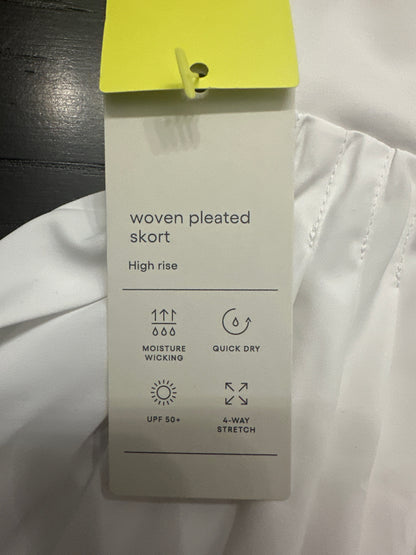 woven pleated
skort
High rise
MOISTURE
WICKING
QUICK DRY
UPF 50+
4-WAY
STRETCH